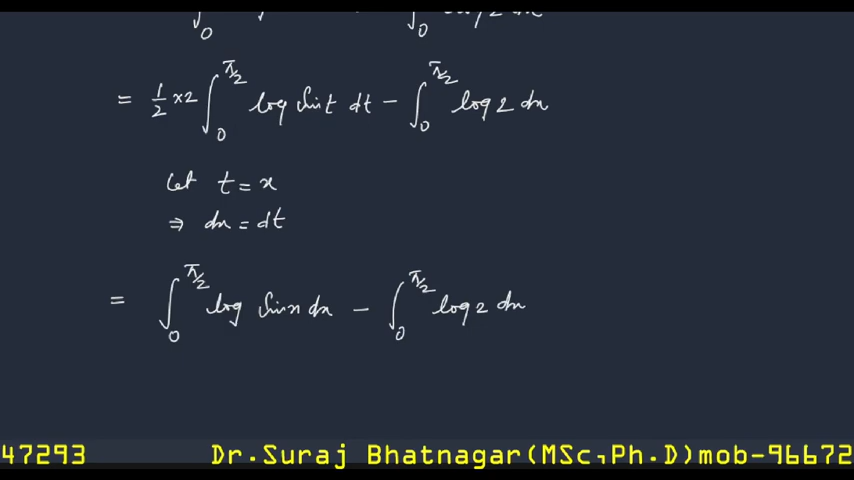 = 1/2 ×2 ∫₀^{π/2} log sin t dt − ∫₀^{π/2} log 2 dx
Let t = x
⇒ dx = dt
= ∫₀^{π/2} log sin x dx − ∫₀^{π/2} log 2 dx
47293 Dr.Suraj Bhatnagar(MSc,Ph.D)mob-96672